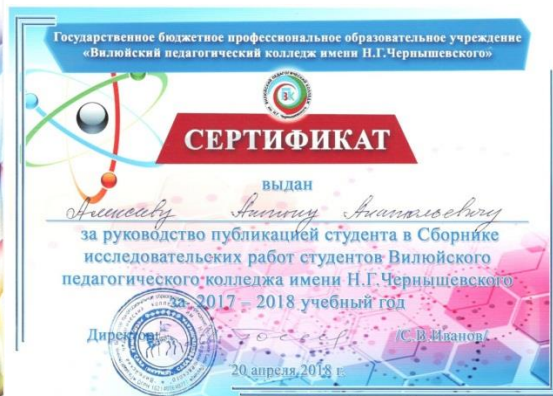 Государственное бюджетное профессиональное образовательное учреждение
«Вилюйский педагогический колледж имени Н.Г.Чернышевского»
СЕРТИФИКАТ
выдан
Алексееву Антону Анатольевичу
за руководство публикацией студента в Сборнике
исследовательских работ студентов Вилюйского
педагогического колледжа имени Н.Г.Чернышевского
за 2017 – 2018 учебный год
Директор /С.В.Иванов/
20 апреля 2018 г.